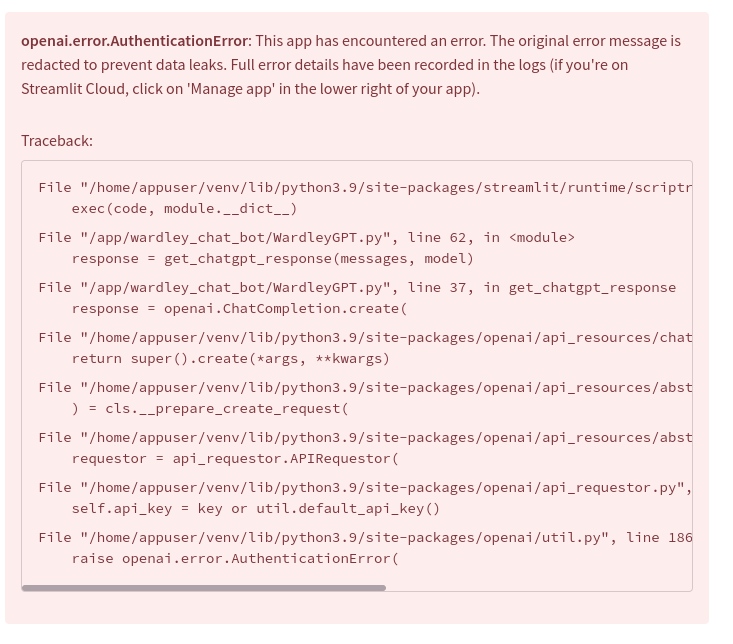 openai.error.AuthenticationError: This app has encountered an error. The original error message is
redacted to prevent data leaks. Full error details have been recorded in the logs (if you're on
Streamlit Cloud, click on 'Manage app' in the lower right of your app).
Traceback:
File "/home/appuser/venv/lib/python3.9/site-packages/streamlit/runtime/scriptr
exec(code, module.__dict__)
File "/app/wardley_chat_bot/WardleyGPT.py", line 62, in <module>
response = get_chatgpt_response(messages, model)
File "/app/wardley_chat_bot/WardleyGPT.py", line 37, in get_chatgpt_response
response = openai.ChatCompletion.create(
File "/home/appuser/venv/lib/python3.9/site-packages/openai/api_resources/chat
return super().create(*args, **kwargs)
File "/home/appuser/venv/lib/python3.9/site-packages/openai/api_resources/abst
) = cls.__prepare_create_request(
File "/home/appuser/venv/lib/python3.9/site-packages/openai/api_resources/abst
requestor = api_requestor.APIRequestor(
File "/home/appuser/venv/lib/python3.9/site-packages/openai/api_requestor.py",
self.api_key = key or util.default_api_key()
File "/home/appuser/venv/lib/python3.9/site-packages/openai/util.py", line 186
raise openai.error.AuthenticationError(